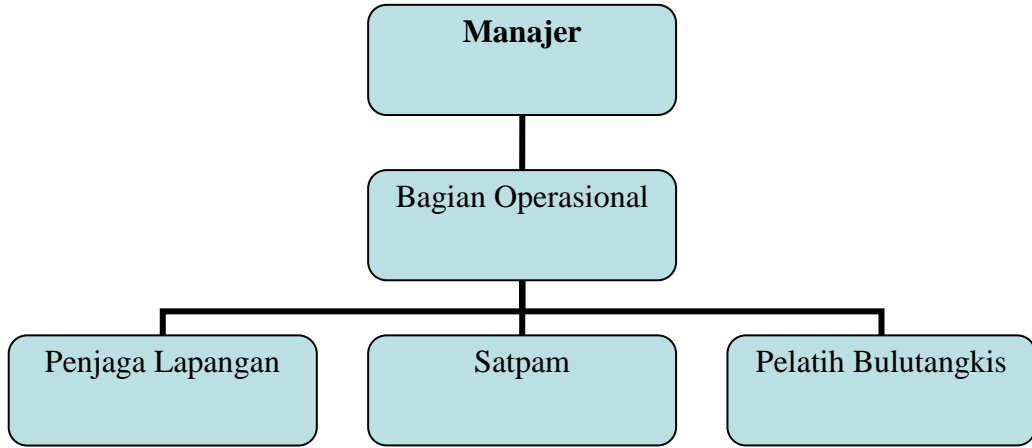 Manajer
Bagian Operasional
Penjaga Lapangan
Satpam
Pelatih Bulutangkis